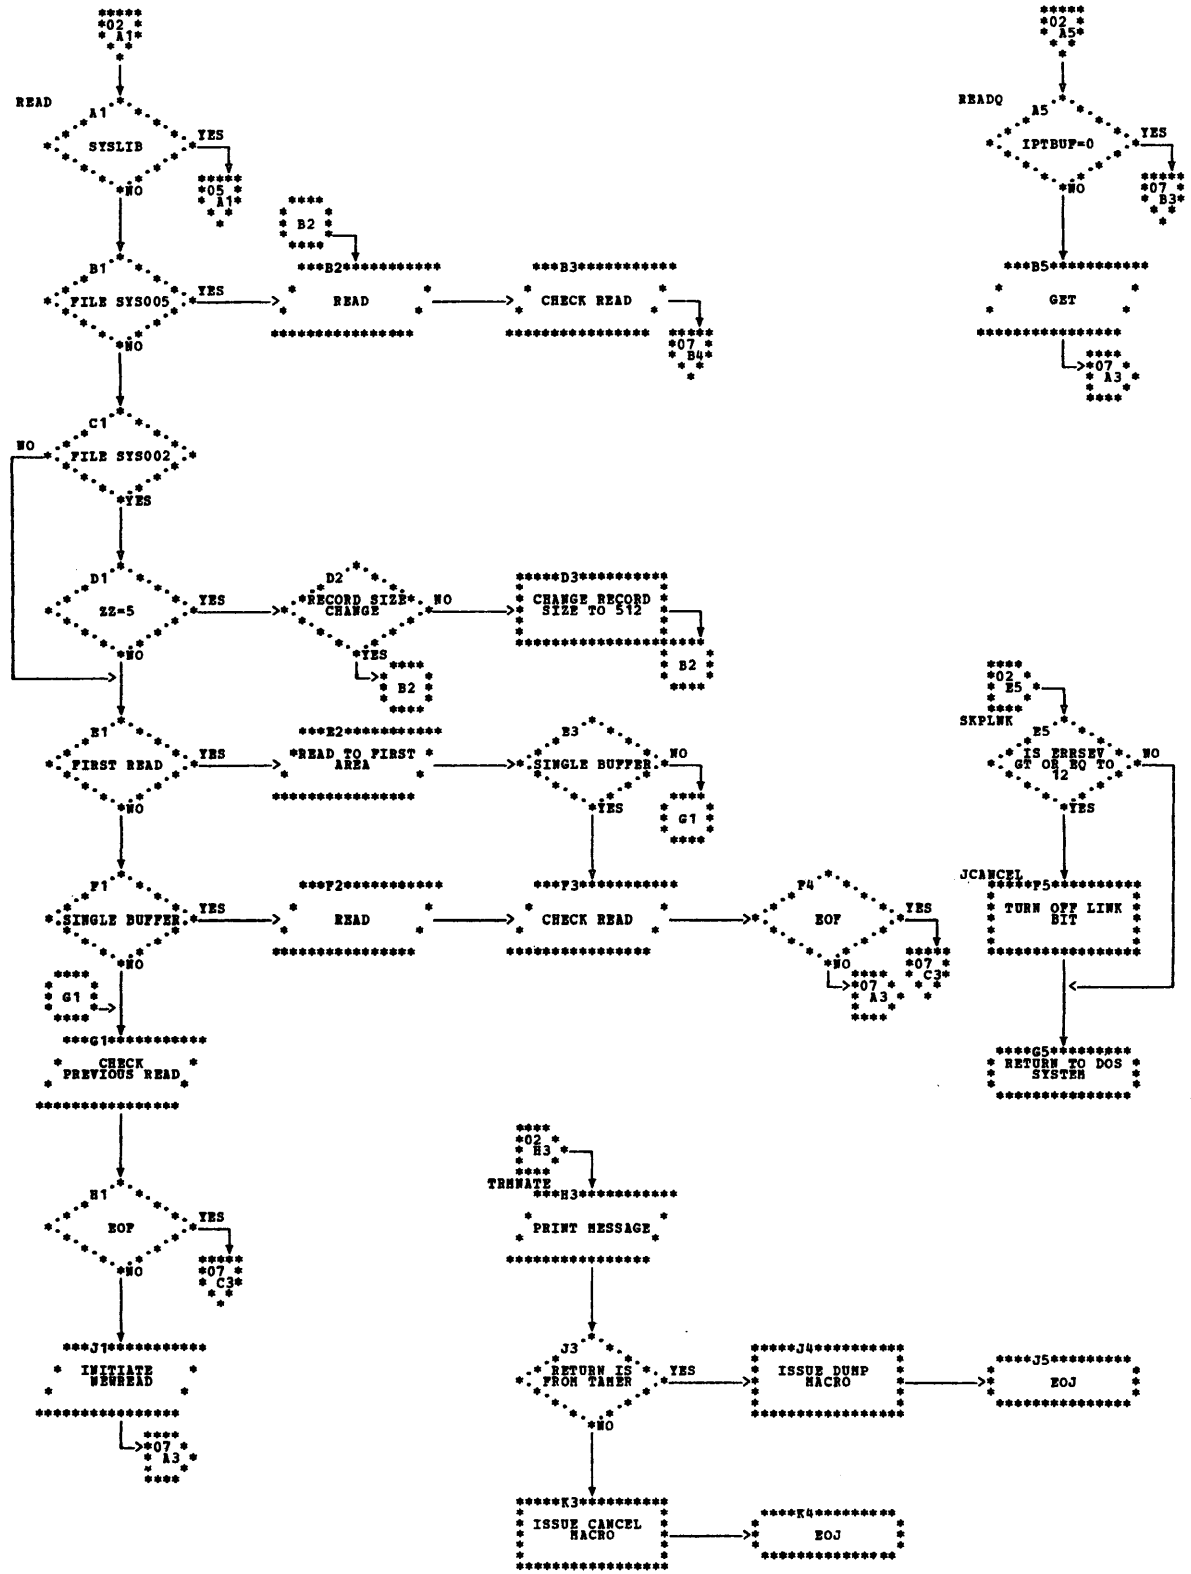 02
A1
02
A5
READ
A1
SYSLIB
YES
NO
05
A1
READQ
A5
IPTBUF=0
YES
NO
07
B3
B2
B1
FILE SYS005
YES
NO
B2
READ
B3
CHECK READ
07
B4
B5
GET
07
A3
C1
FILE SYS002
NO
YES
D1
ZZ=5
YES
NO
D2
RECORD SIZE
CHANGE
NO
YES
B2
D3
CHANGE RECORD
SIZE TO 512
B2
02
E5
E1
FIRST READ
YES
NO
E2
READ TO FIRST
AREA
E3
SINGLE BUFFER
NO
YES
G1
SKPLNK
E5
IS ERRSEV
GT OR EQ TO
12
NO
YES
F1
SINGLE BUFFER
YES
NO
F2
READ
F3
CHECK READ
F4
EOF
YES
NO
07
C3
07
A3
JCANCEL
F5
TURN OFF LINK
BIT
G1
G1
CHECK
PREVIOUS READ
G5
RETURN TO DOS
SYSTEM
02
H3
H1
EOF
YES
NO
07
C3
TRMNATE
H3
PRINT MESSAGE
J1
INITIATE
NEWREAD
07
A3
J3
RETURN IS
FROM TAMER
YES
NO
J4
ISSUE DUMP
MACRO
J5
EOJ
K3
ISSUE CANCEL
MACRO
K4
EOJ